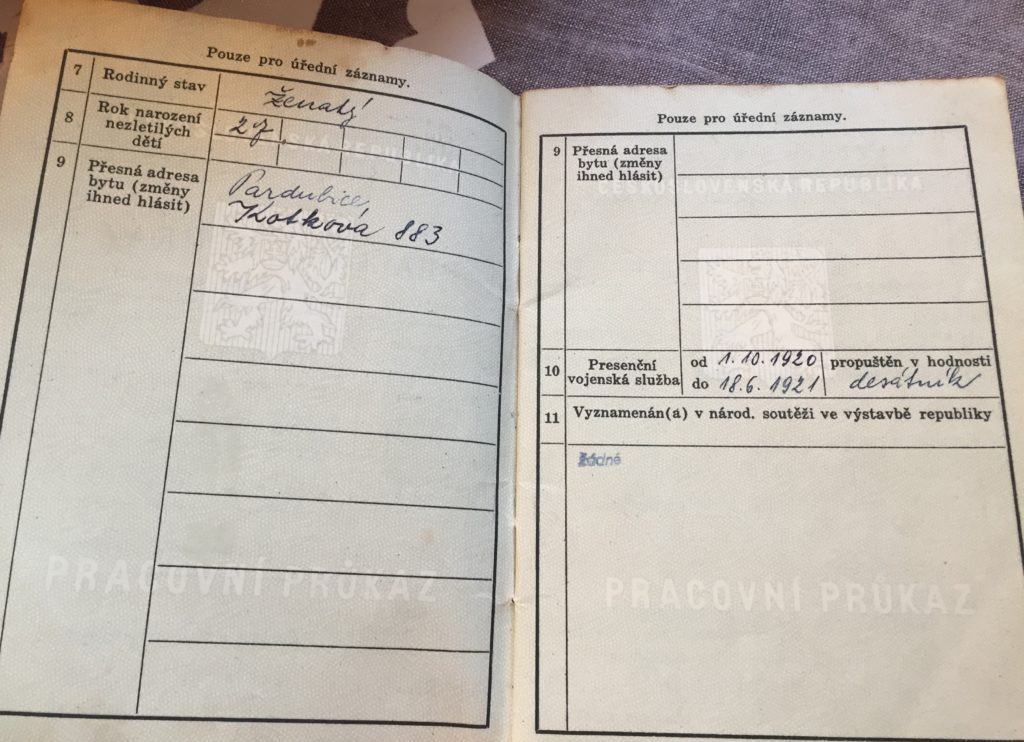 Pouze pro úřední záznamy.
7 Rodinný stav ženatý
8 Rok narození nezletilých dětí 27.
9 Přesná adresa
bytu (změny
ihned hlásit)
Pardubice,
Kotková 883
ČESKOSLOVENSKÁ REPUBLIKA
PRACOVNÍ PRŮKAZ
Pouze pro úřední záznamy.
9 Přesná adresa
bytu (změny
ihned hlásit)
ČESKOSLOVENSKÁ REPUBLIKA
10 Presenční
vojenská služba
od 1.10.1920
do 18.6.1921
propuštěn v hodnosti
desátník
11 Vyznamenán(a) v národ. soutěži ve výstavbě republiky
žádné
PRACOVNÍ PRŮKAZ